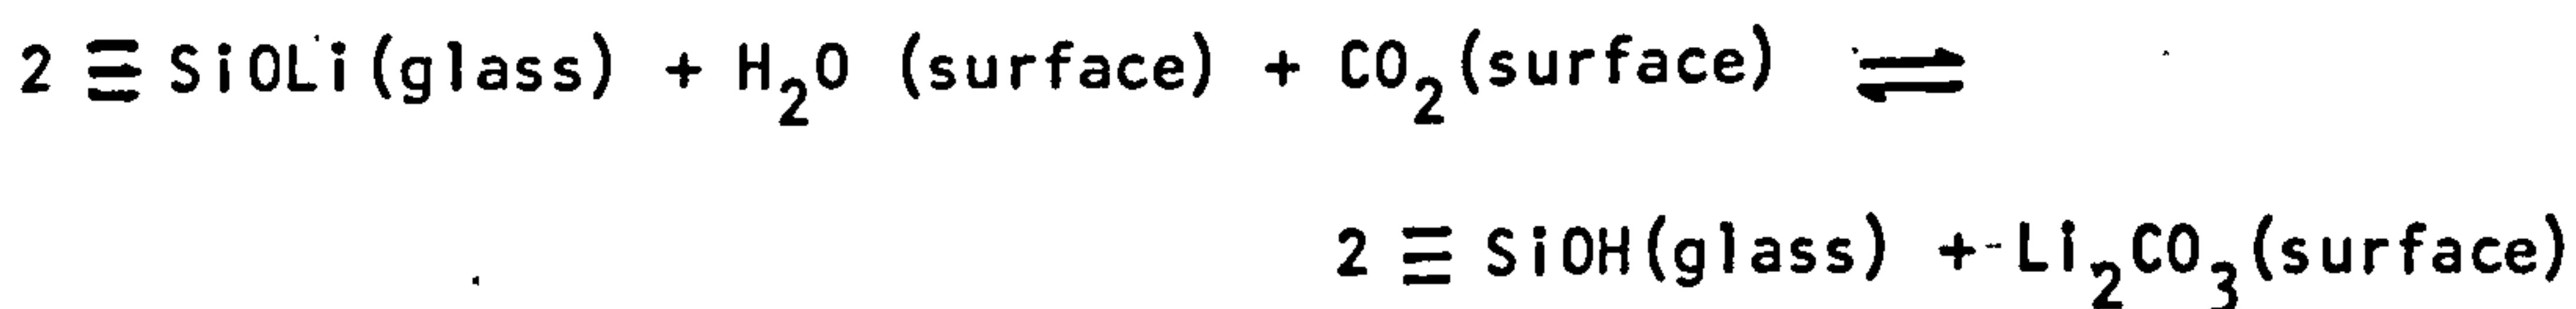 2 ≡ SiOLi(glass) + H₂O (surface) + CO₂(surface) ⇌
2 ≡ SiOH(glass) + Li₂CO₃(surface)